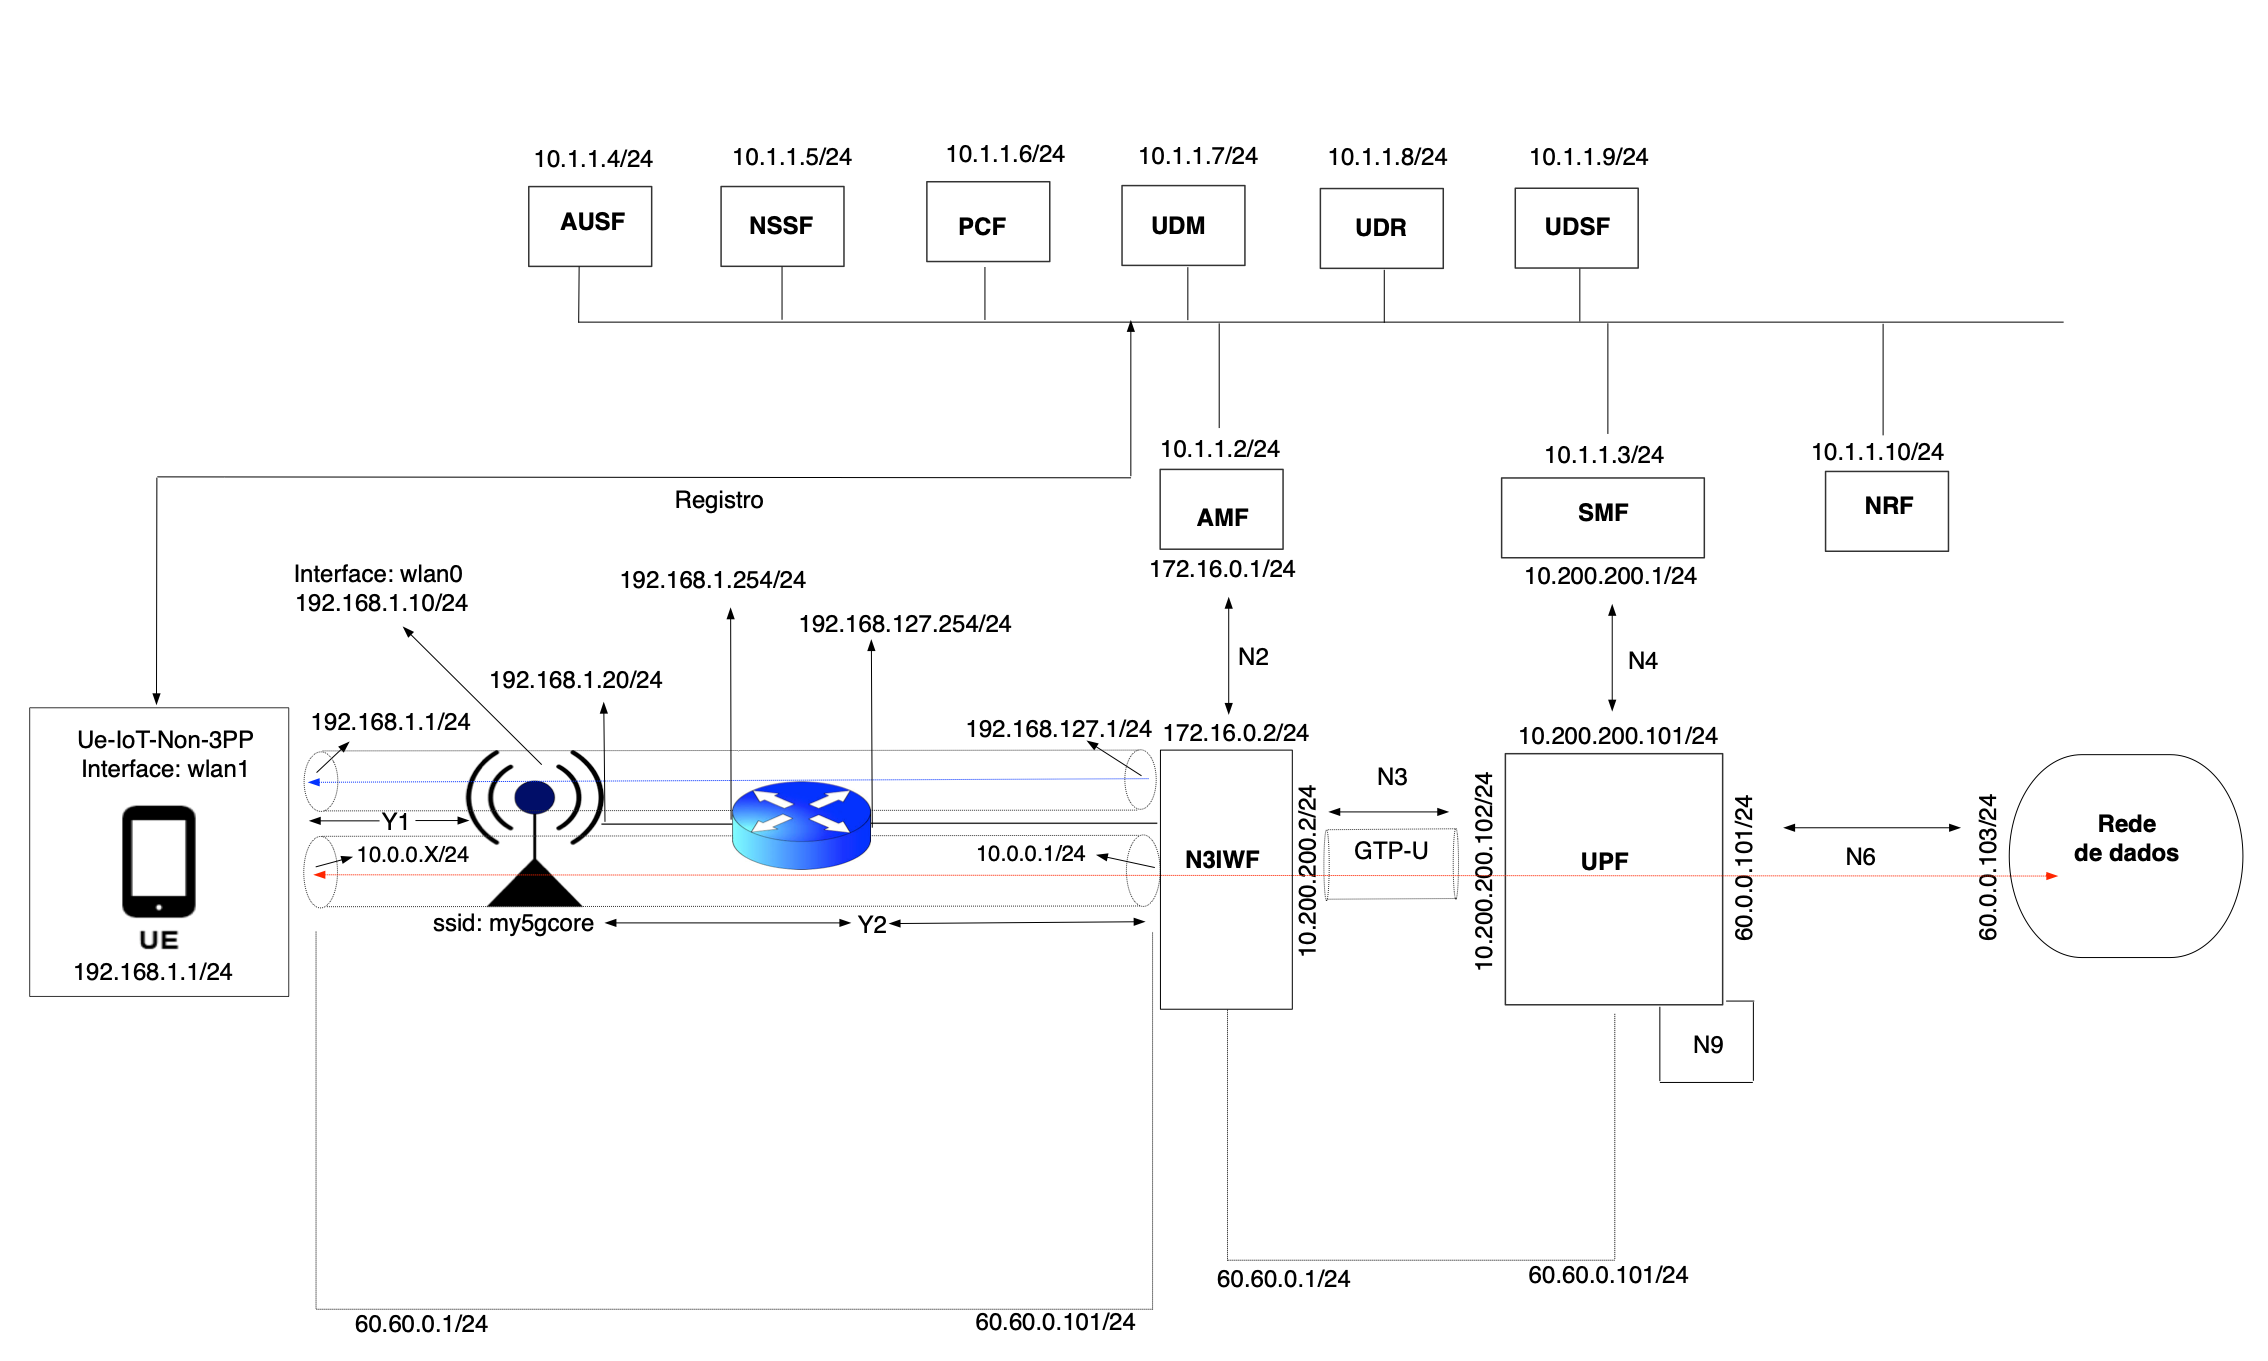 10.1.1.4/24
10.1.1.5/24
10.1.1.6/24
10.1.1.7/24
10.1.1.8/24
10.1.1.9/24
AUSF
NSSF
PCF
UDM
UDR
UDSF
10.1.1.2/24
10.1.1.3/24
10.1.1.10/24
AMF
SMF
NRF
Registro
172.16.0.1/24
10.200.200.1/24
Interface: wlan0
192.168.1.10/24
192.168.1.254/24
192.168.127.254/24
N2
N4
192.168.1.20/24
192.168.1.1/24
192.168.127.1/24
172.16.0.2/24
10.200.200.101/24
Ue-IoT-Non-3PP
Interface: wlan1
UE
192.168.1.1/24
Y1
10.0.0.X/24
10.0.0.1/24
ssid: my5gcore
Y2
N3IWF
10.200.200.2/24
N3
GTP-U
10.200.200.102/24
UPF
60.0.0.101/24
N6
60.0.0.103/24
Rede
de dados
N9
60.60.0.1/24
60.60.0.101/24
60.60.0.1/24
60.60.0.101/24